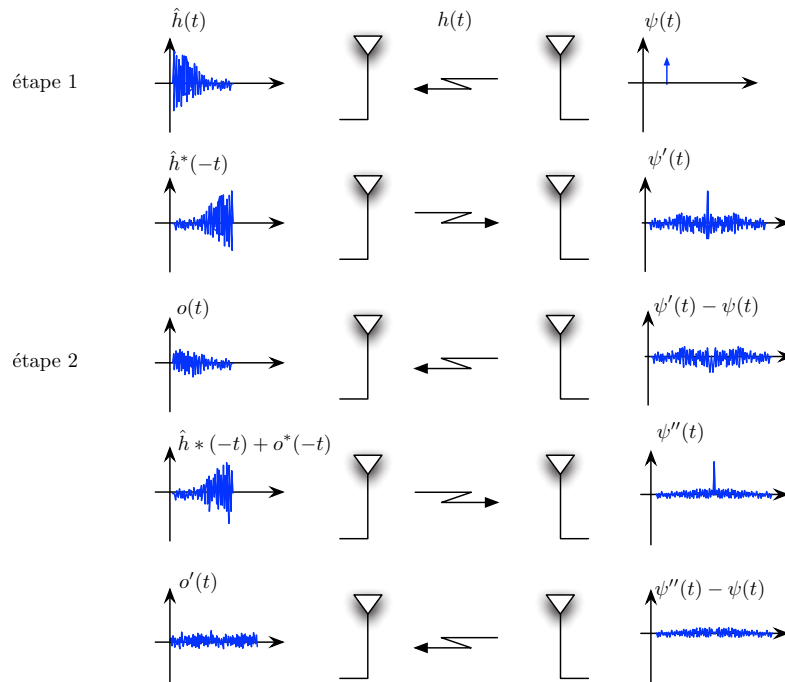 ĥ(t) h(t) ψ(t)
étape 1
ĥ*(−t) ψ′(t)
o(t) ψ′(t) − ψ(t)
étape 2
ĥ ∗ (−t) + o*(−t) ψ″(t)
o′(t) ψ″(t) − ψ(t)